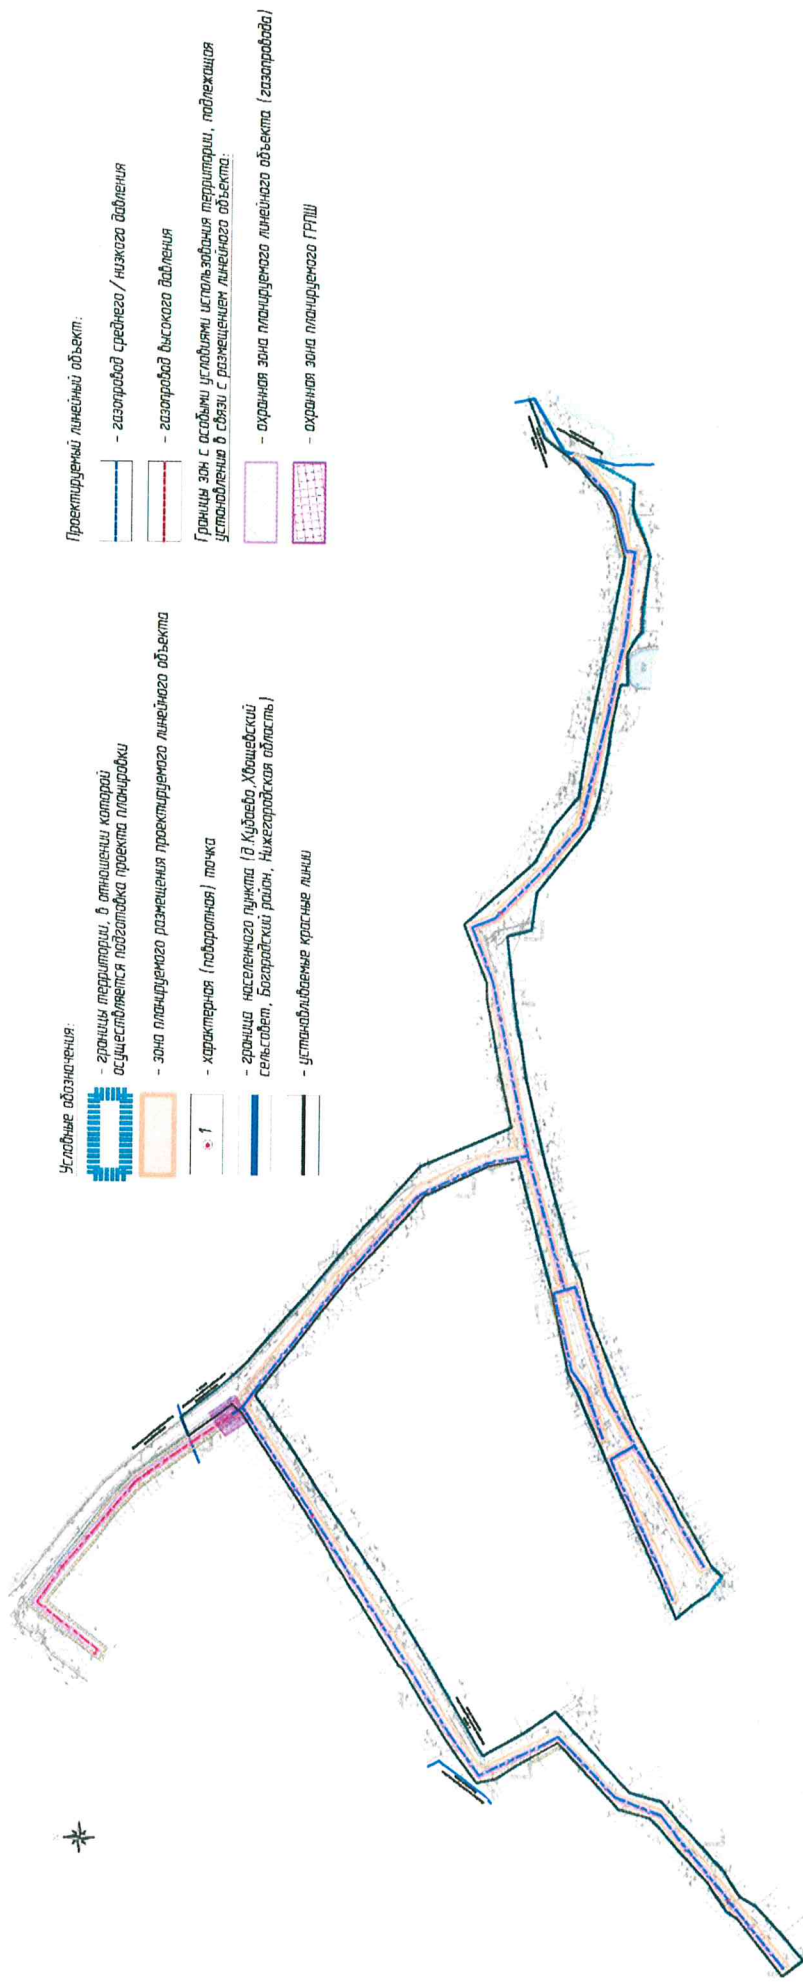 Условные обозначения:
- границы территории, в отношении которой
осуществляется подготовка проекта планировки
- зона планируемого размещения проектируемого линейного объекта
1
- характерная (поворотная) точка
- граница населенного пункта (д.Кубаево,Хвощевский
сельсовет, Богородский район, Нижегородская область)
- устанавливаемые красные линии
Проектируемый линейный объект:
- газопровод среднего / низкого давления
- газопровод высокого давления
Границы зон с особыми условиями использования территории, подлежащия
установлению в связи с размещением линейного объекта:
- охранная зона планируемого линейного объекта (газопровода)
- охранная зона планируемого ГРПШ